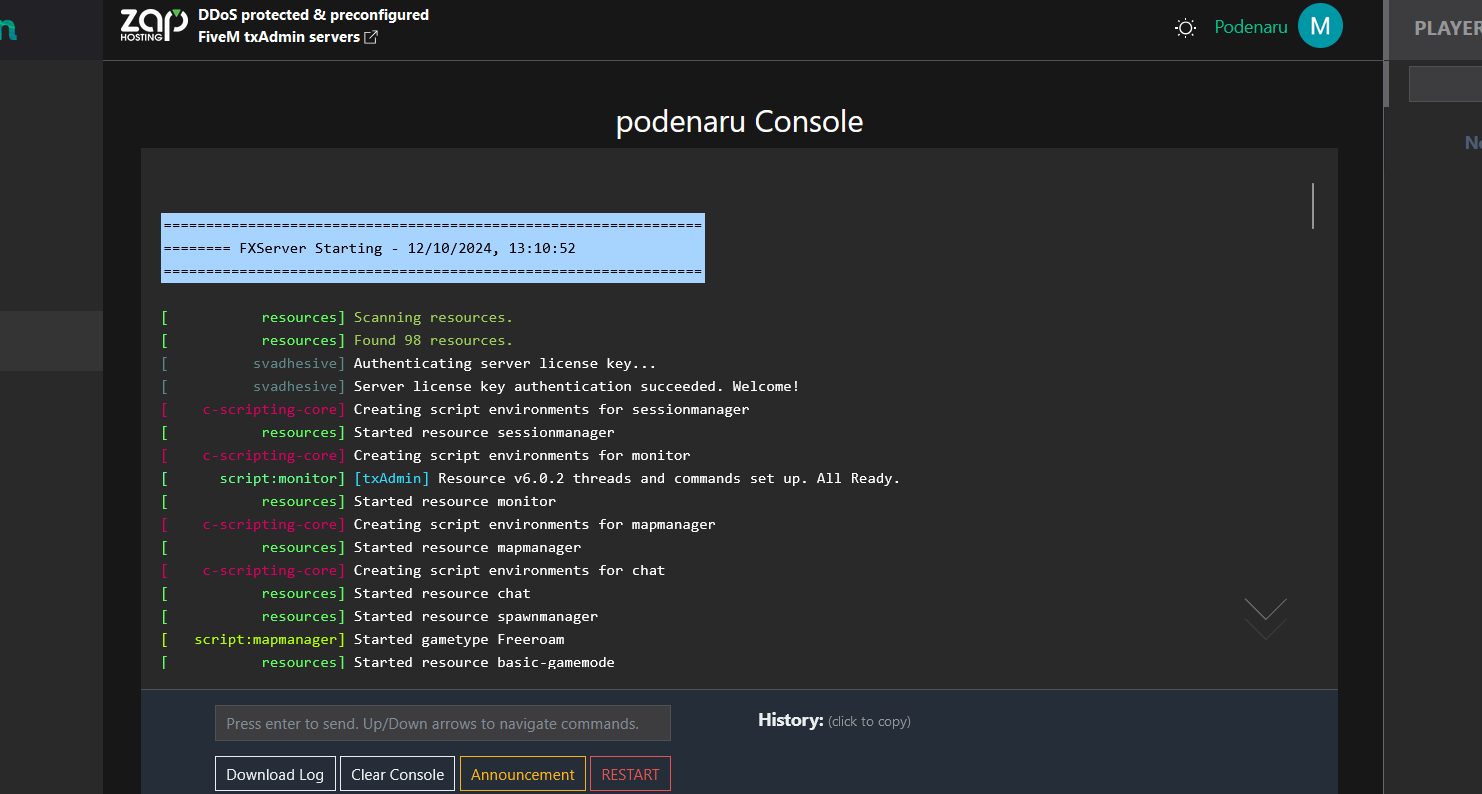 n
ZAP HOSTING
DDoS protected & preconfigured
FiveM txAdmin servers
Podenaru
M
PLAYER
podenaru Console
================================================================
======== FXServer Starting - 12/10/2024, 13:10:52
================================================================
[ resources] Scanning resources.
[ resources] Found 98 resources.
[ svadhesive] Authenticating server license key...
[ svadhesive] Server license key authentication succeeded. Welcome!
[ c-scripting-core] Creating script environments for sessionmanager
[ resources] Started resource sessionmanager
[ c-scripting-core] Creating script environments for monitor
[ script:monitor] [txAdmin] Resource v6.0.2 threads and commands set up. All Ready.
[ resources] Started resource monitor
[ c-scripting-core] Creating script environments for mapmanager
[ resources] Started resource mapmanager
[ c-scripting-core] Creating script environments for chat
[ resources] Started resource chat
[ resources] Started resource spawnmanager
[ script:mapmanager] Started gametype Freeroam
[ resources] Started resource basic-gamemode
Press enter to send. Up/Down arrows to navigate commands.
History: (click to copy)
Download Log
Clear Console
Announcement
RESTART